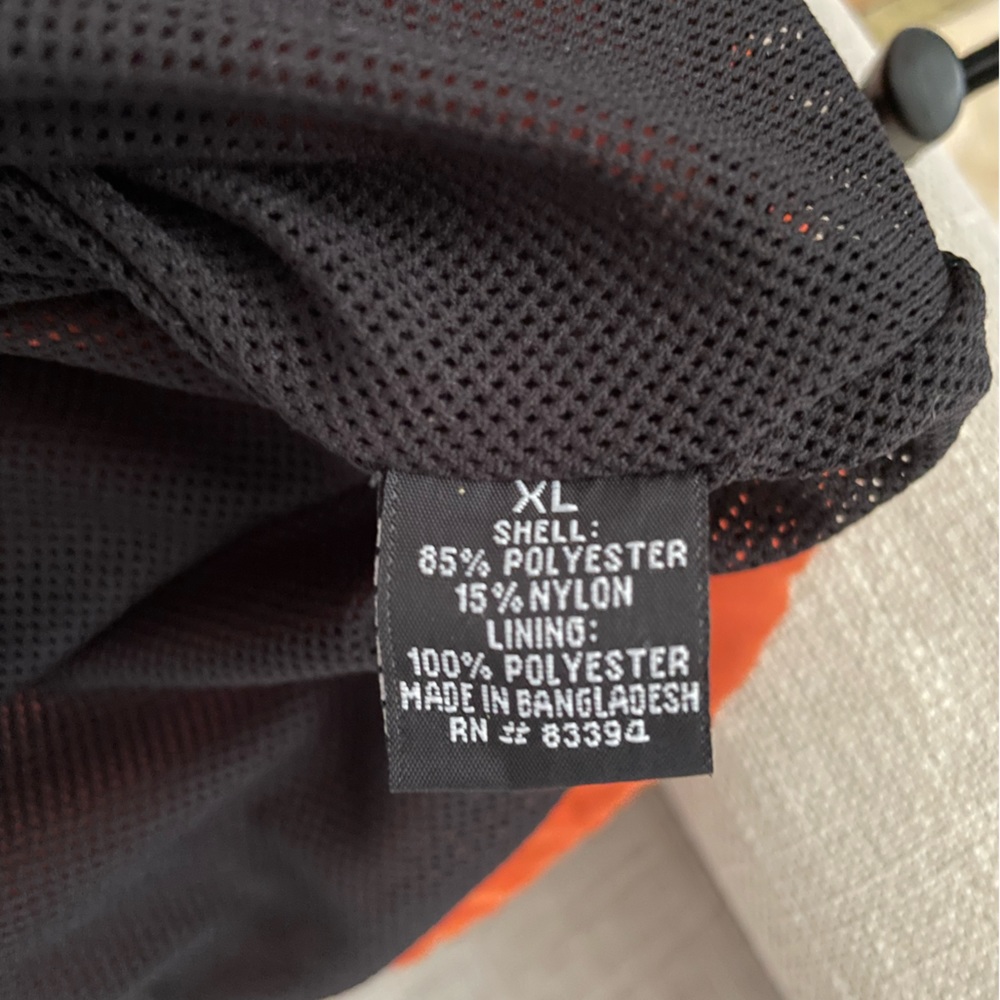 XL
SHELL:
85% POLYESTER
15% NYLON
LINING:
100% POLYESTER
MADE IN BANGLADESH
RN # 83394